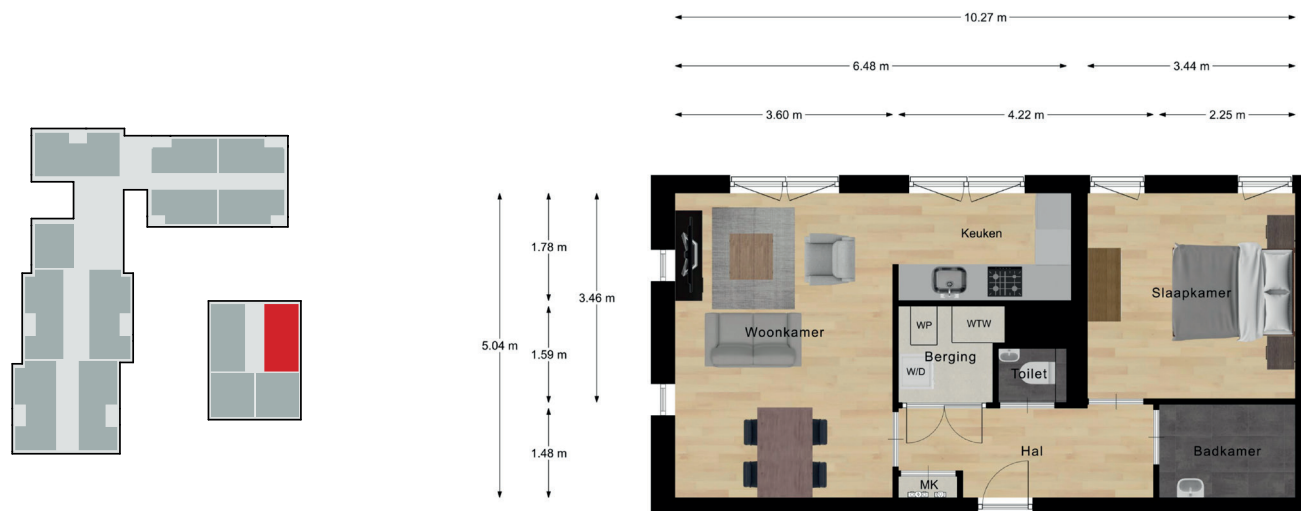 10.27 m
6.48 m
3.44 m
3.60 m
4.22 m
2.25 m
1.78 m
3.46 m
5.04 m
1.59 m
1.48 m
Keuken
Slaapkamer
Woonkamer
WP
WTW
Berging
W/D
Toilet
Hal
Badkamer
MK